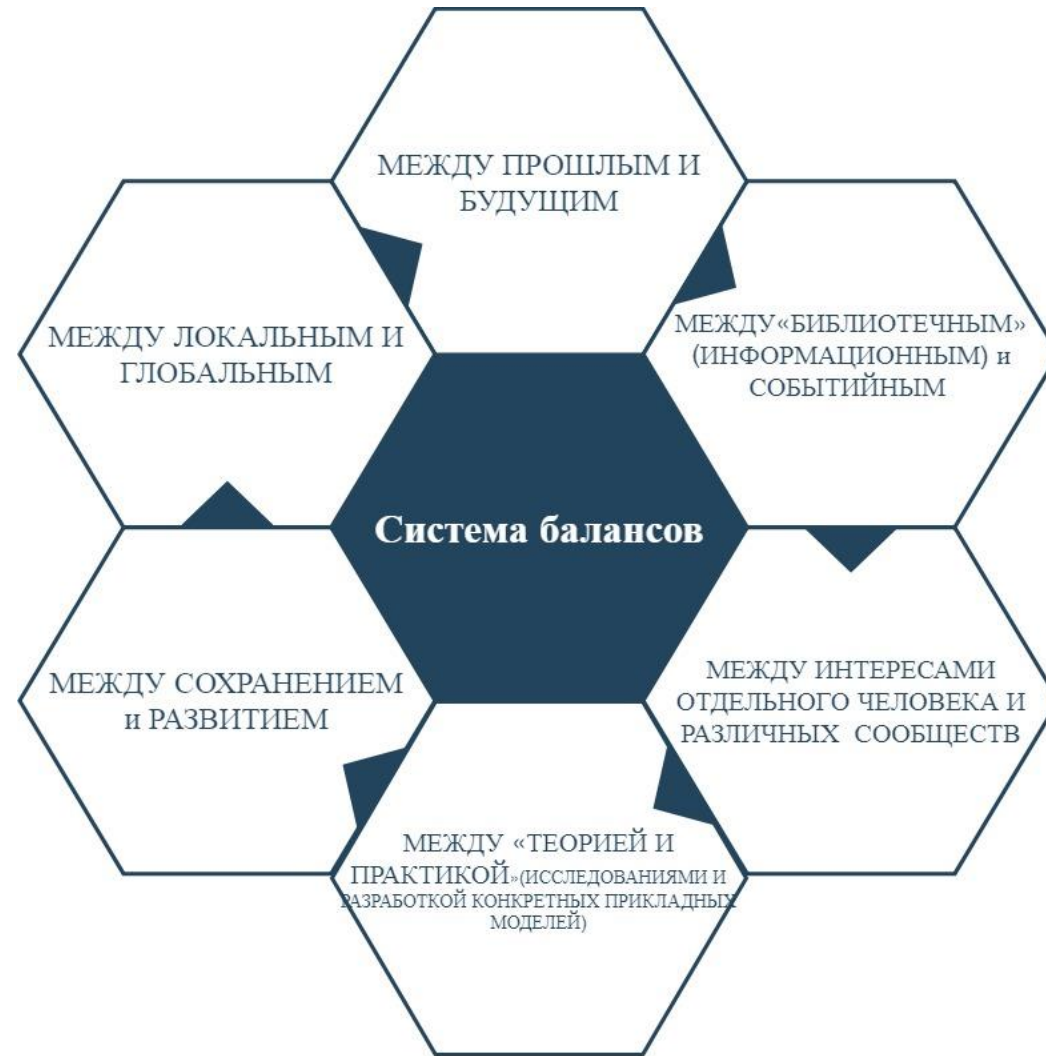 МЕЖДУ ПРОШЛЫМ И
БУДУЩИМ
МЕЖДУ ЛОКАЛЬНЫМ И
ГЛОБАЛЬНЫМ
МЕЖДУ«БИБЛИОТЕЧНЫМ»
(ИНФОРМАЦИОННЫМ) и
СОБЫТИЙНЫМ
Система балансов
МЕЖДУ СОХРАНЕНИЕМ
и РАЗВИТИЕМ
МЕЖДУ ИНТЕРЕСАМИ
ОТДЕЛЬНОГО ЧЕЛОВЕКА И
РАЗЛИЧНЫХ СООБЩЕСТВ
МЕЖДУ «ТЕОРИЕЙ И
ПРАКТИКОЙ»(ИССЛЕДОВАНИЯМИ И
РАЗРАБОТКОЙ КОНКРЕТНЫХ ПРИКЛАДНЫХ
МОДЕЛЕЙ)